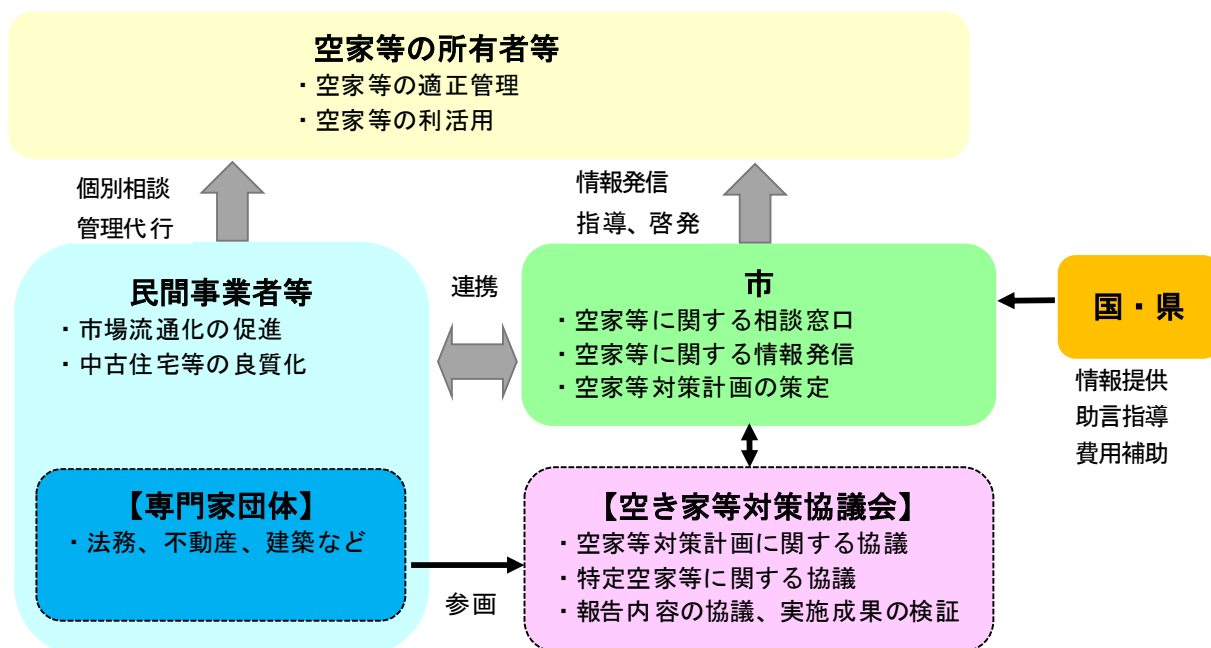 空家等の所有者等
・空家等の適正管理
・空家等の利活用
個別相談
管理代行
情報発信
指導、啓発
民間事業者等
・市場流通化の促進
・中古住宅等の良質化
連携
市
・空家等に関する相談窓口
・空家等に関する情報発信
・空家等対策計画の策定
国・県
情報提供
助言指導
費用補助
【専門家団体】
・法務、不動産、建築など
参画
【空き家等対策協議会】
・空家等対策計画に関する協議
・特定空家等に関する協議
・報告内容の協議、実施成果の検証